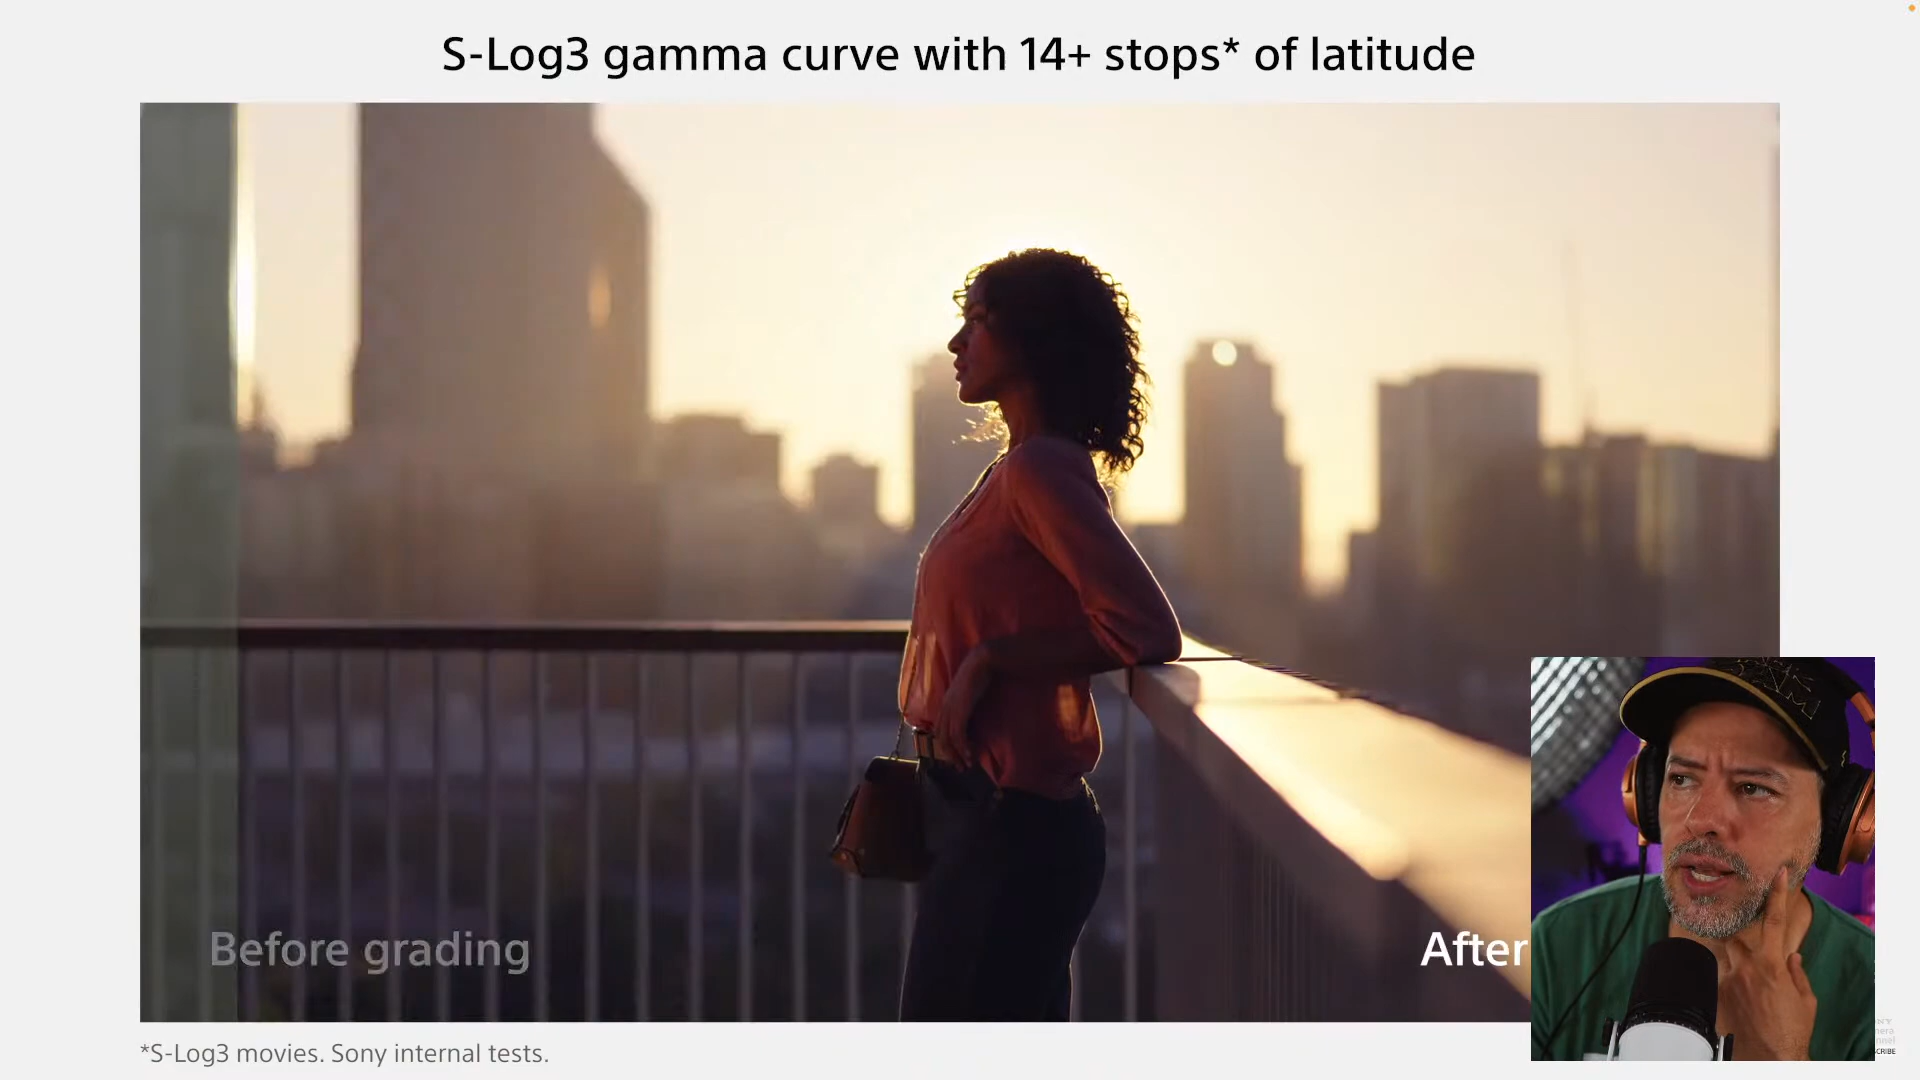 S-Log3 gamma curve with 14+ stops* of latitude
Before grading
After
*S-Log3 movies. Sony internal tests.